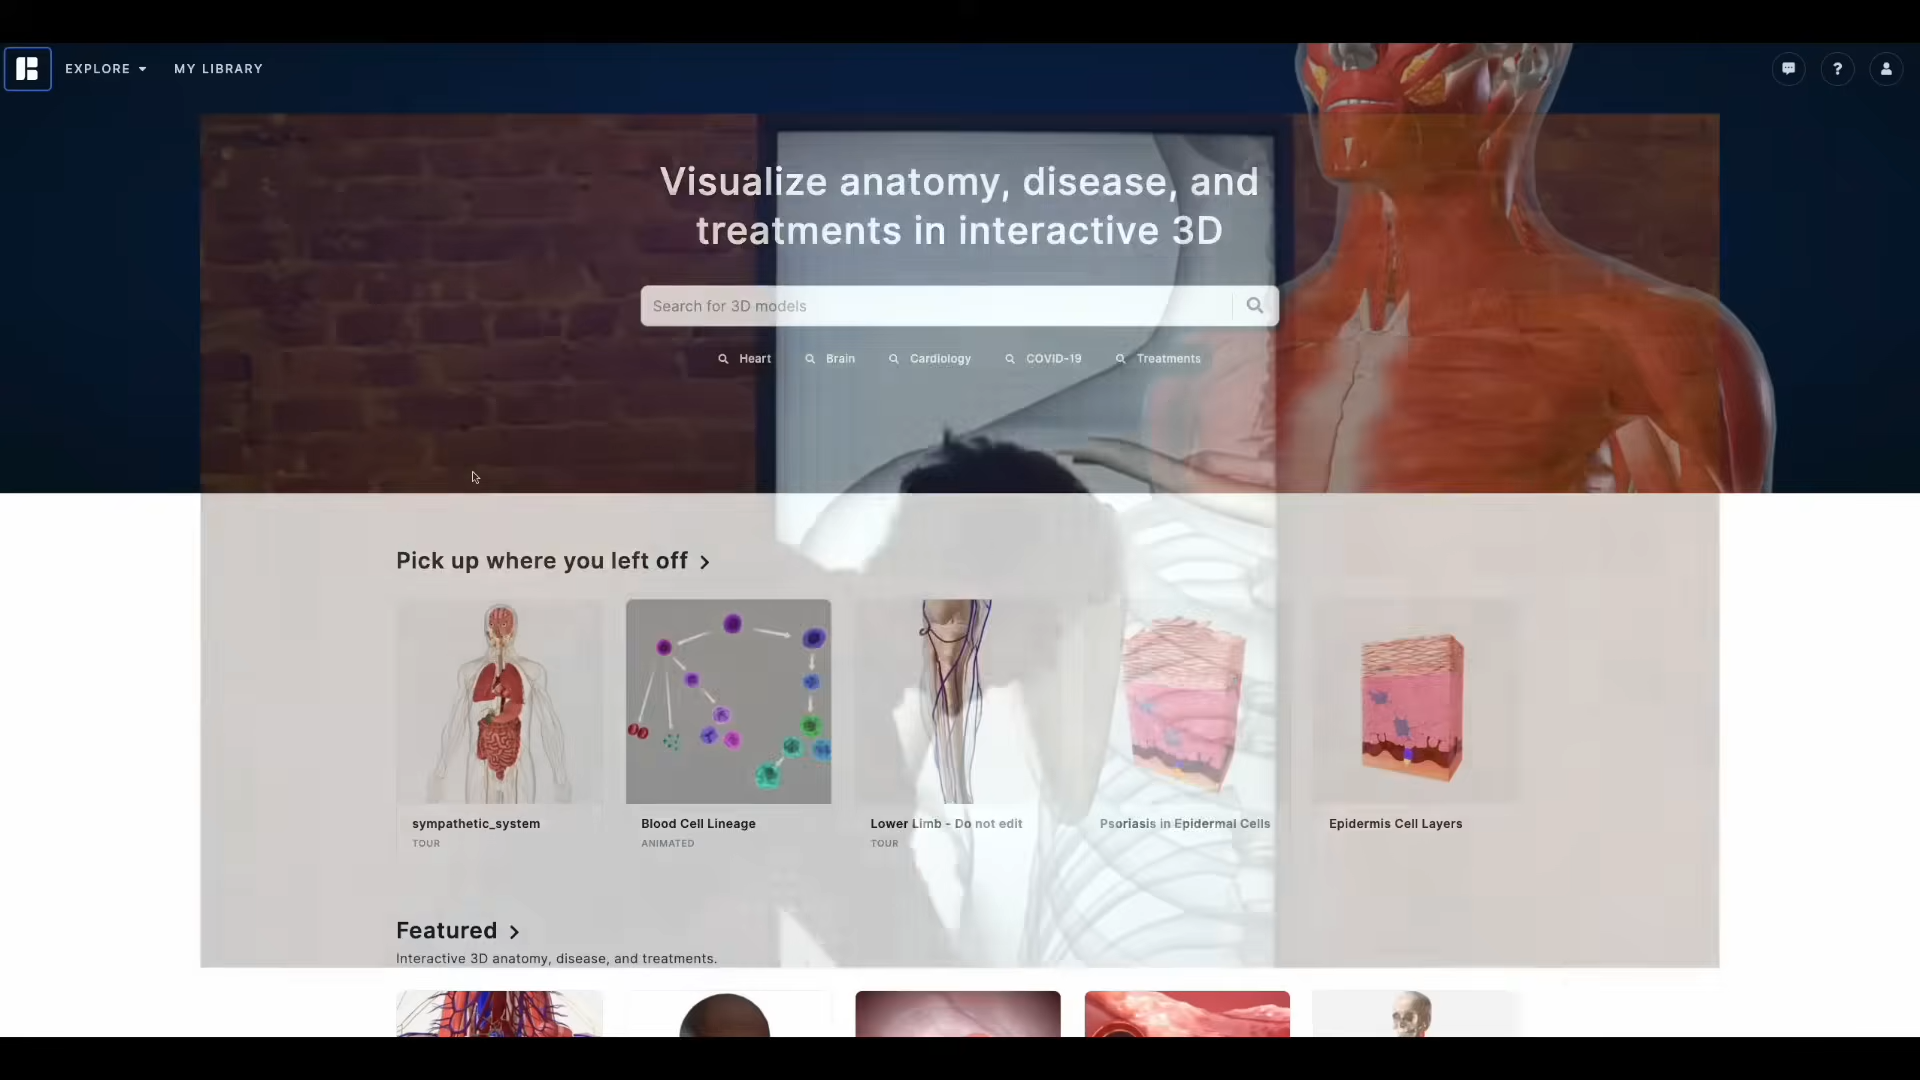 EXPLORE MY LIBRARY
?
Visualize anatomy, disease, and
treatments in interactive 3D
Search for 3D models
Heart Brain Cardiology COVID-19 Treatments
Pick up where you left off
sympathetic_system Blood Cell Lineage Lower Limb - Do not edit Psoriasis in Epidermal Cells Epidermis Cell Layers
TOUR ANIMATED TOUR
Featured
Interactive 3D anatomy, disease, and treatments.